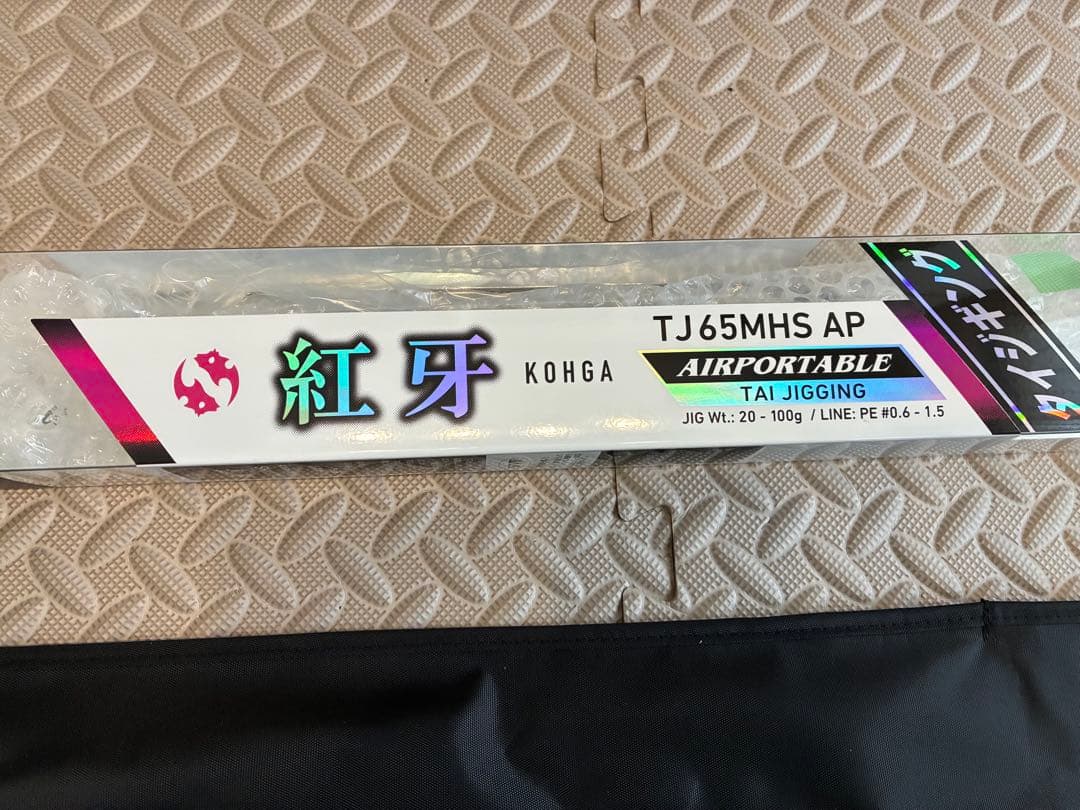 紅牙 KOHGA
TJ65MHS AP
AIRPORTABLE
TAI JIGGING
JIG Wt.: 20 - 100g / LINE: PE #0.6 - 1.5
タイジギング